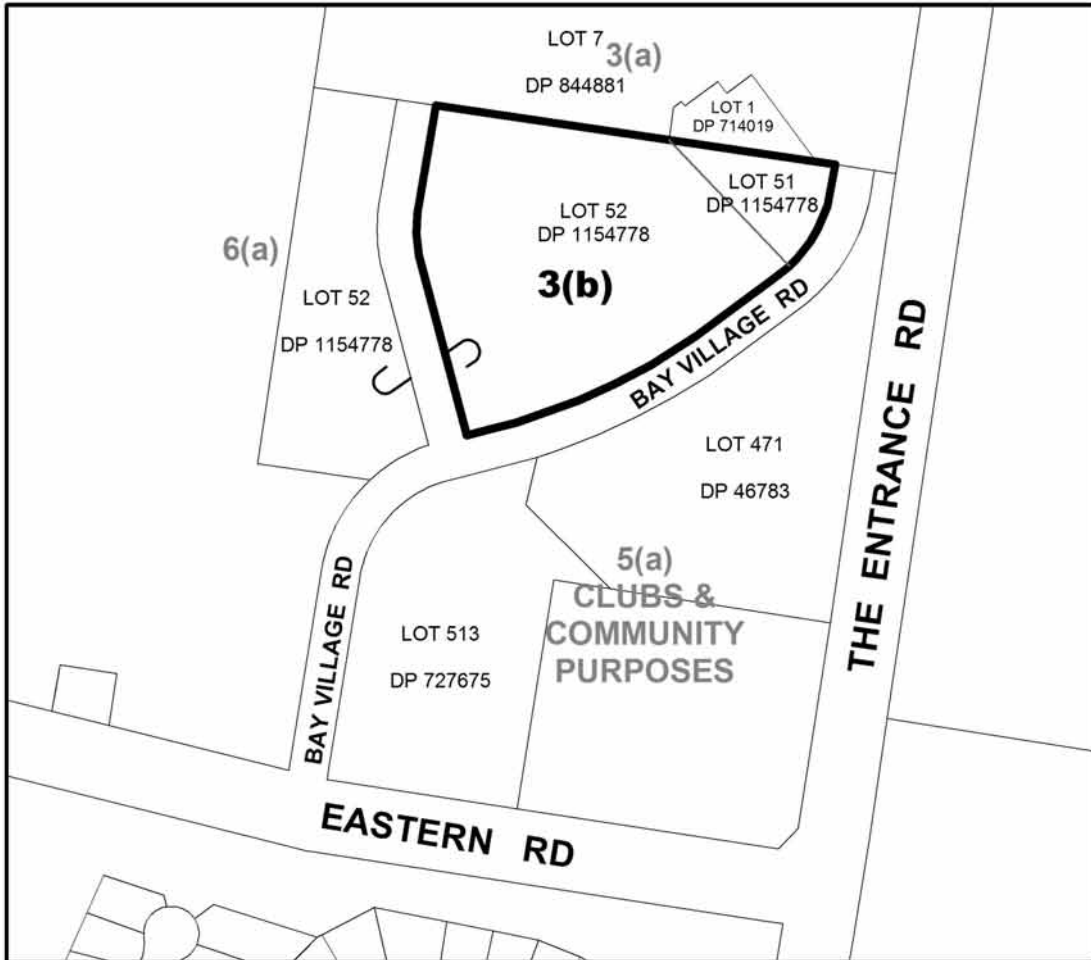 LOT 7
3(a)
DP 844881
LOT 1
DP 714019
LOT 51
DP 1154778
LOT 52
DP 1154778
3(b)
6(a)
LOT 52
DP 1154778
BAY VILLAGE RD
THE ENTRANCE RD
LOT 471
DP 46783
5(a)
CLUBS &
COMMUNITY
PURPOSES
LOT 513
DP 727675
BAY VILLAGE RD
EASTERN RD